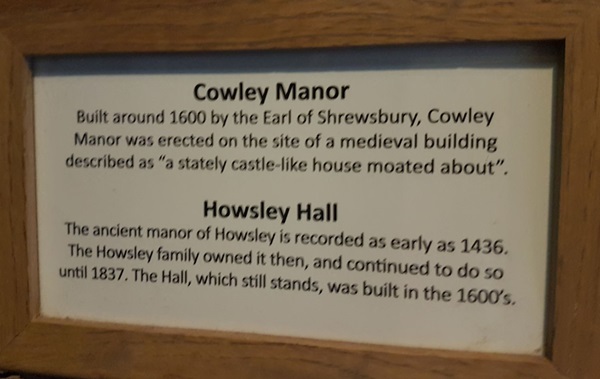 Cowley Manor
Built around 1600 by the Earl of Shrewsbury, Cowley
Manor was erected on the site of a medieval building
described as “a stately castle-like house moated about”.
Howsley Hall
The ancient manor of Howsley is recorded as early as 1436.
The Howsley family owned it then, and continued to do so
until 1837. The Hall, which still stands, was built in the 1600’s.